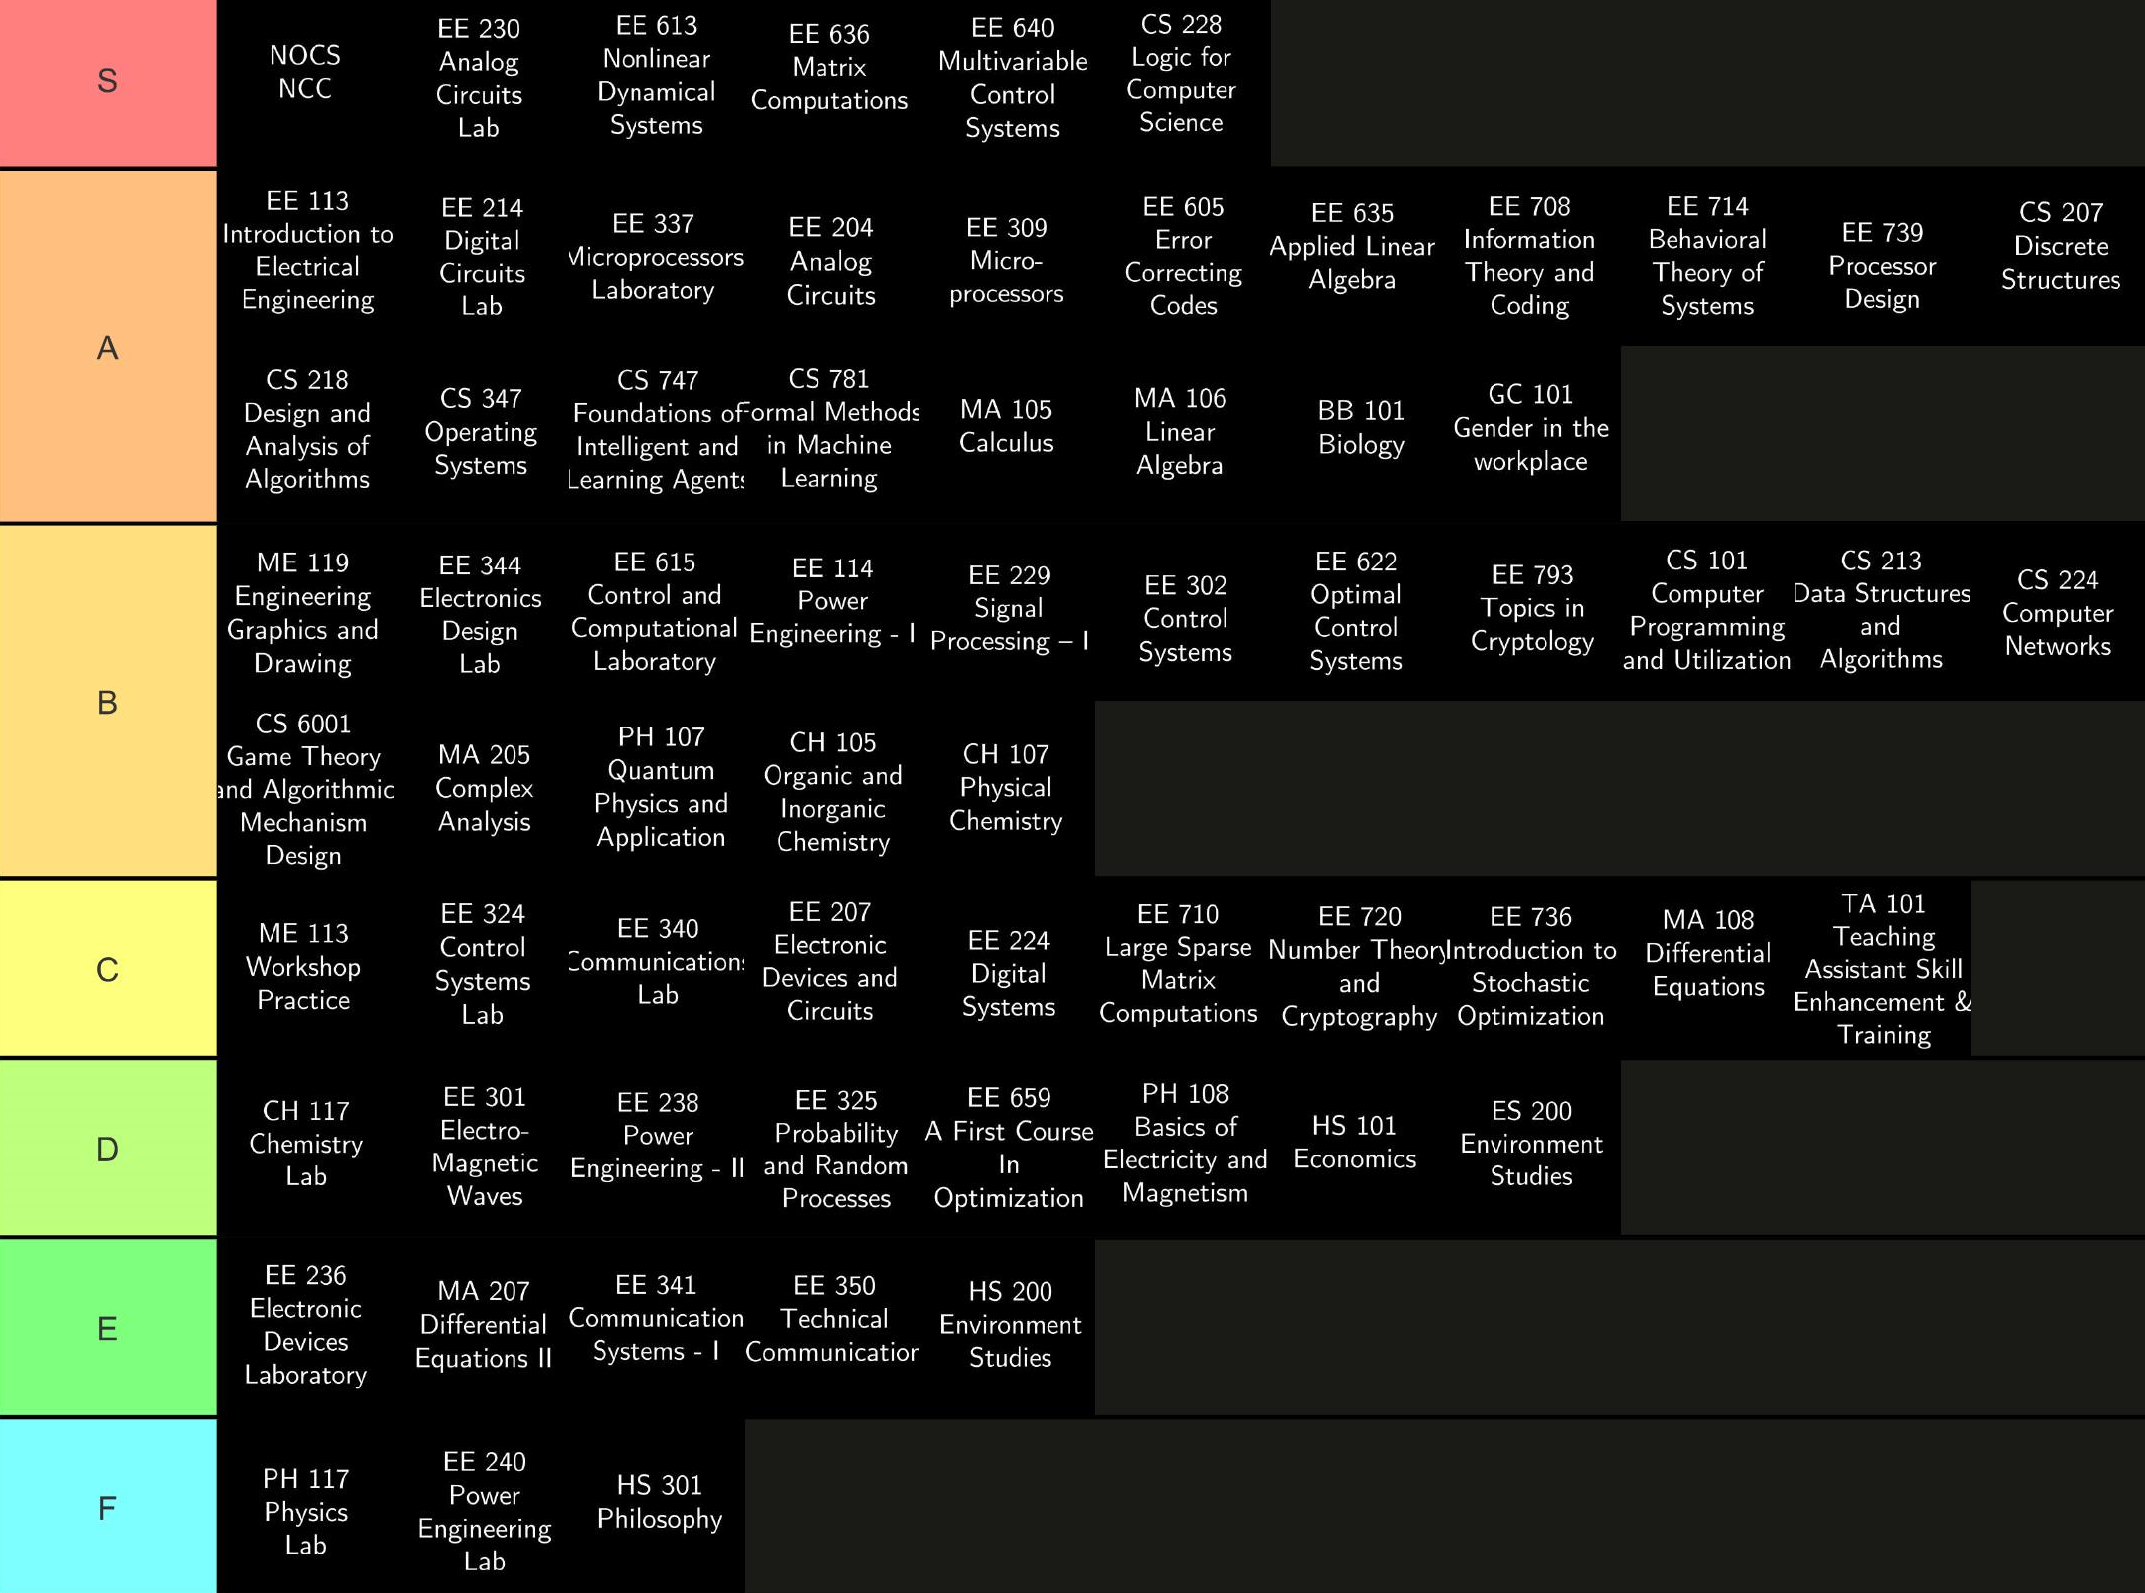 S
NOCS
NCC
EE 230
Analog
Circuits
Lab
EE 613
Nonlinear
Dynamical
Systems
EE 636
Matrix
Computations
EE 640
Multivariable
Control
Systems
CS 228
Logic for
Computer
Science
A
EE 113
Introduction to
Electrical
Engineering
EE 214
Digital
Circuits
Lab
EE 337
Microprocessors
Laboratory
EE 204
Analog
Circuits
EE 309
Micro-
processors
EE 605
Error
Correcting
Codes
EE 635
Applied Linear
Algebra
EE 708
Information
Theory and
Coding
EE 714
Behavioral
Theory of
Systems
EE 739
Processor
Design
CS 207
Discrete
Structures
CS 218
Design and
Analysis of
Algorithms
CS 347
Operating
Systems
CS 747
Foundations of
Intelligent and
Learning Agents
CS 781
Formal Methods
in Machine
Learning
MA 105
Calculus
MA 106
Linear
Algebra
BB 101
Biology
GC 101
Gender in the
workplace
B
ME 119
Engineering
Graphics and
Drawing
EE 344
Electronics
Design
Lab
EE 615
Control and
Computational
Laboratory
EE 114
Power
Engineering - I
EE 229
Signal
Processing – I
EE 302
Control
Systems
EE 622
Optimal
Control
Systems
EE 793
Topics in
Cryptology
CS 101
Computer
Programming
and Utilization
CS 213
Data Structures
and
Algorithms
CS 224
Computer
Networks
CS 6001
Game Theory
and Algorithmic
Mechanism
Design
MA 205
Complex
Analysis
PH 107
Quantum
Physics and
Application
CH 105
Organic and
Inorganic
Chemistry
CH 107
Physical
Chemistry
C
ME 113
Workshop
Practice
EE 324
Control
Systems
Lab
EE 340
Communications
Lab
EE 207
Electronic
Devices and
Circuits
EE 224
Digital
Systems
EE 710
Large Sparse
Matrix
Computations
EE 720
Number Theory
and
Cryptography
EE 736
Introduction to
Stochastic
Optimization
MA 108
Differential
Equations
TA 101
Teaching
Assistant Skill
Enhancement &
Training
D
CH 117
Chemistry
Lab
EE 301
Electro-
Magnetic
Waves
EE 238
Power
Engineering - II
EE 325
Probability
and Random
Processes
EE 659
A First Course
In
Optimization
PH 108
Basics of
Electricity and
Magnetism
HS 101
Economics
ES 200
Environment
Studies
E
EE 236
Electronic
Devices
Laboratory
MA 207
Differential
Equations II
EE 341
Communication
Systems - I
EE 350
Technical
Communication
HS 200
Environment
Studies
F
PH 117
Physics
Lab
EE 240
Power
Engineering
Lab
HS 301
Philosophy